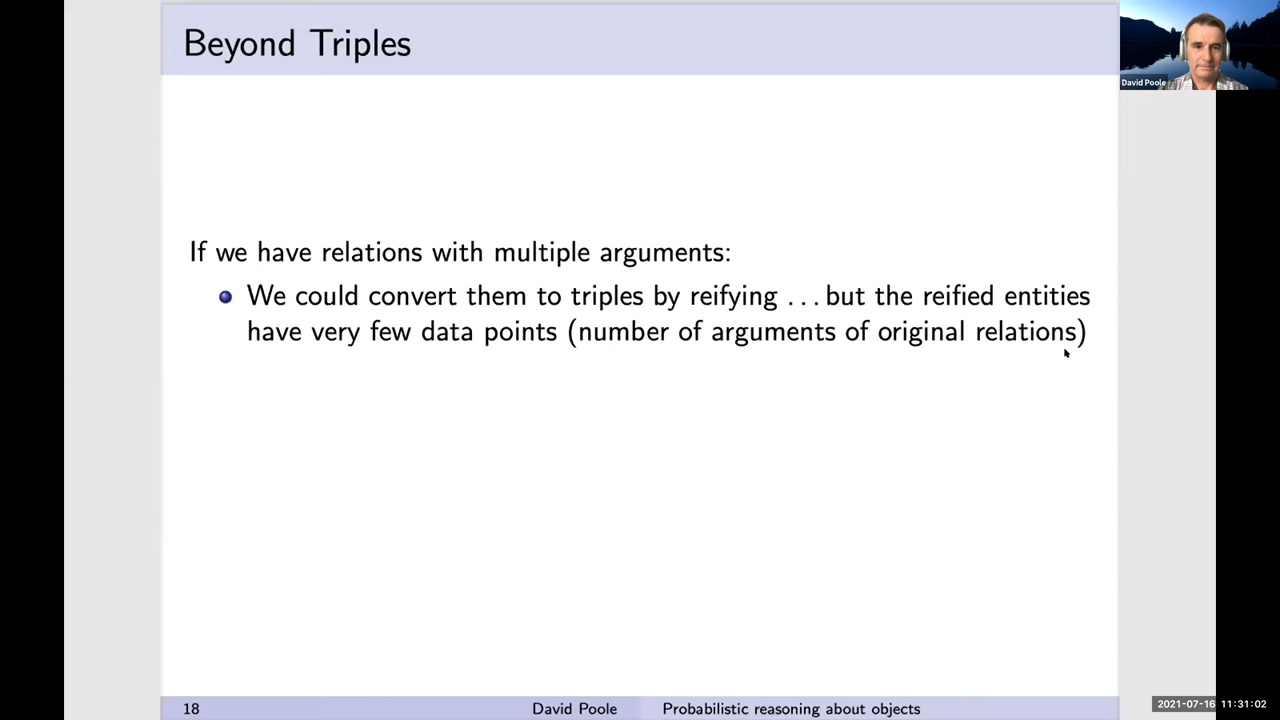 Beyond Triples
David Poole
If we have relations with multiple arguments:
We could convert them to triples by reifying ... but the reified entities
have very few data points (number of arguments of original relations)
18 David Poole Probabilistic reasoning about objects
2021-07-16 11:31:02